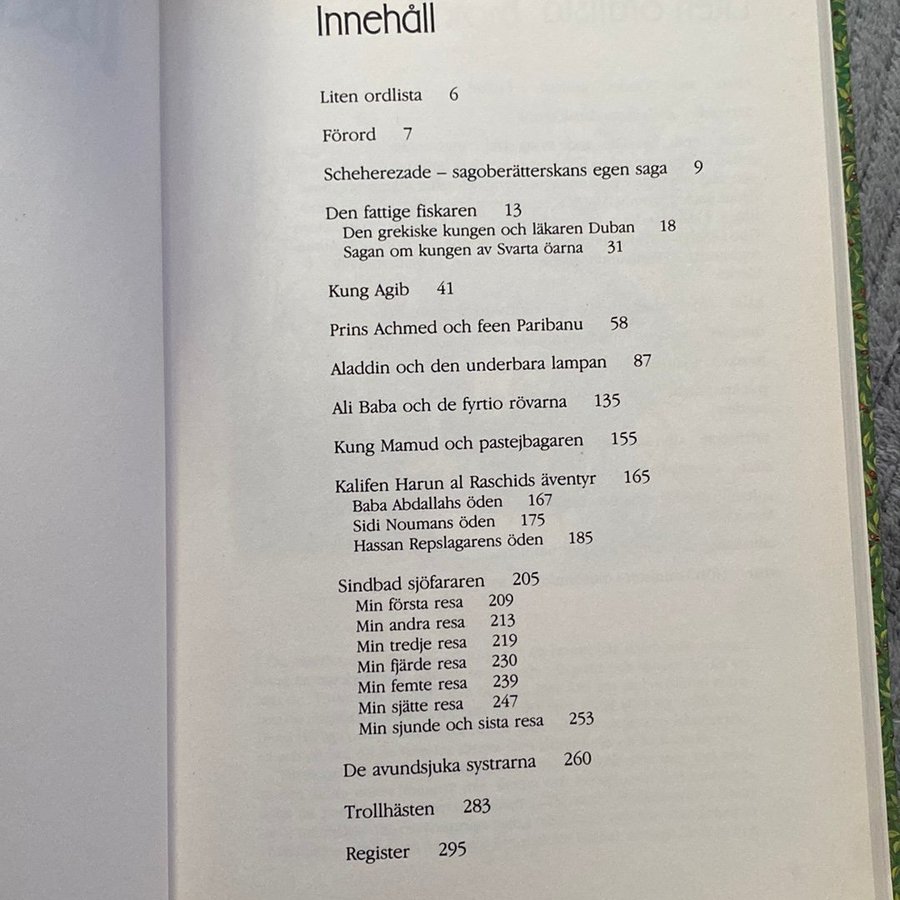 Innehåll
Liten ordlista 6
Förord 7
Scheherezade – sagoberätterskans egen saga 9
Den fattige fiskaren 13
Den grekiske kungen och läkaren Duban 18
Sagan om kungen av Svarta öarna 31
Kung Agib 41
Prins Achmed och feen Paribanu 58
Aladdin och den underbara lampan 87
Ali Baba och de fyrtio rövarna 135
Kung Mamud och pastejbagaren 155
Kalifen Harun al Raschids äventyr 165
Baba Abdallahs öden 167
Sidi Noumans öden 175
Hassan Repslagarens öden 185
Sindbad sjöfararen 205
Min första resa 209
Min andra resa 213
Min tredje resa 219
Min fjärde resa 230
Min femte resa 239
Min sjätte resa 247
Min sjunde och sista resa 253
De avundsjuka systrarna 260
Trollhästen 283
Register 295